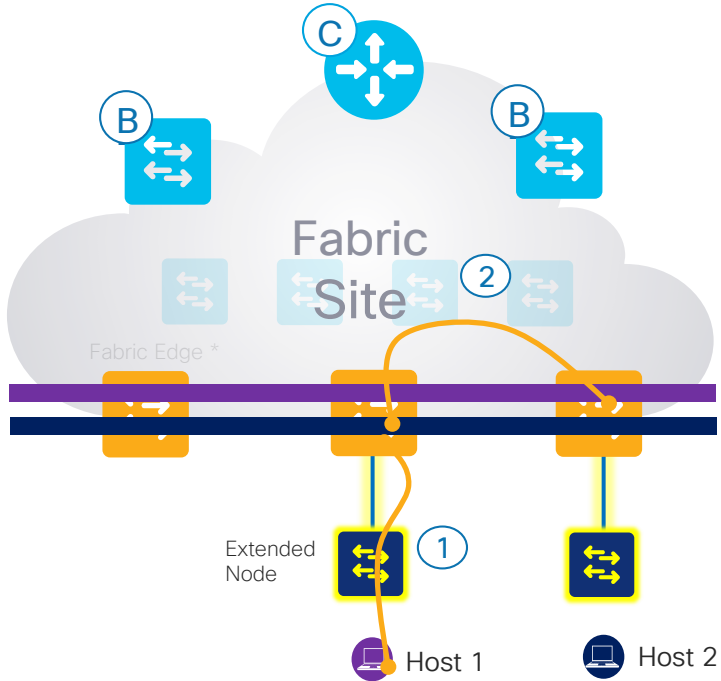 C
B
B
Fabric
Site
2
Fabric Edge *
Extended
Node
1
Host 1
Host 2